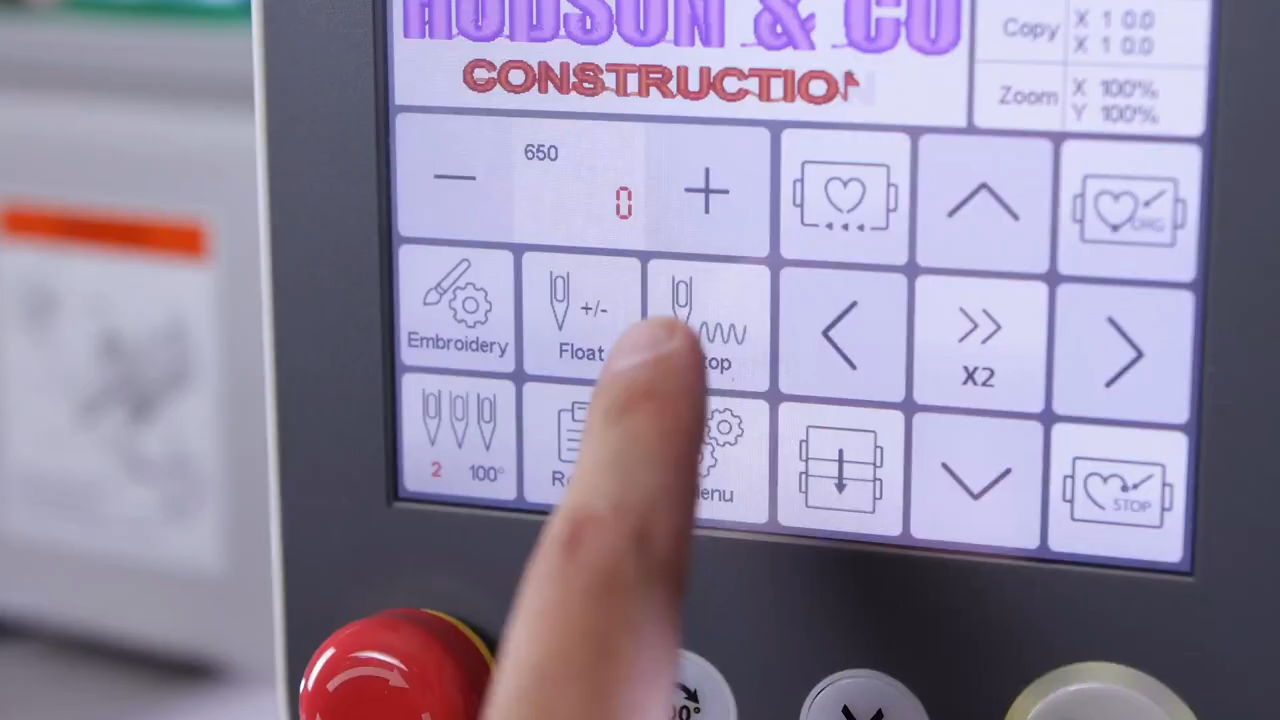 HUDSON & CO
CONSTRUCTION
Copy
X 1 0.0
X 1 0.0
Zoom
X 100%
Y 100%
650
0
ORG
Embroidery
+/-
Float
X2
2
100°
STOP